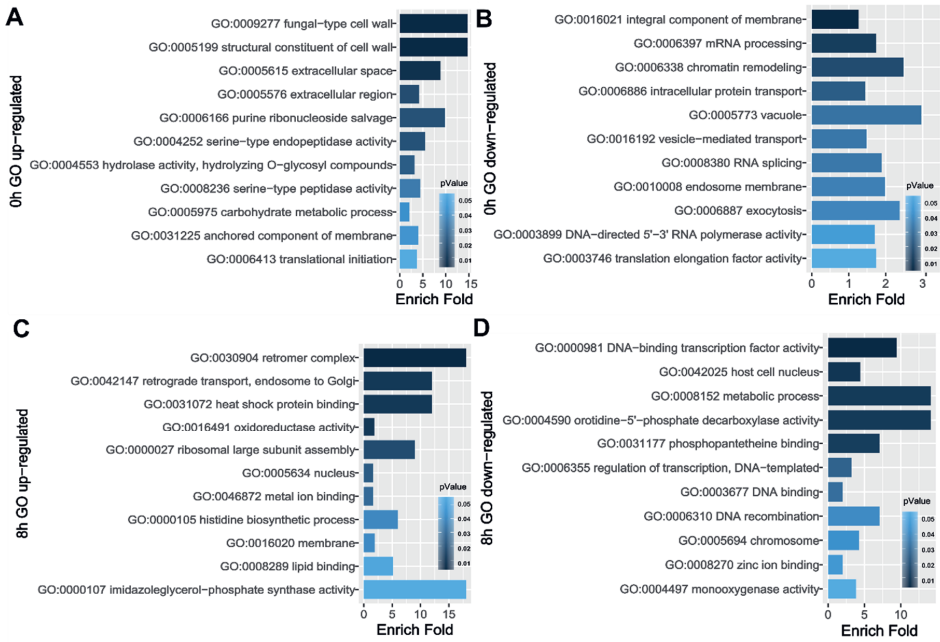 A
0h GO up-regulated
GO:0009277 fungal-type cell wall
GO:0005199 structural constituent of cell wall
GO:0005615 extracellular space
GO:0005576 extracellular region
GO:0006166 purine ribonucleoside salvage
GO:0004252 serine-type endopeptidase activity
GO:0004553 hydrolase activity, hydrolyzing O-glycosyl compounds
GO:0008236 serine-type peptidase activity
GO:0005975 carbohydrate metabolic process
GO:0031225 anchored component of membrane
GO:0006413 translational initiation
pValue
0.05
0.04
0.03
0.02
0.01
0 5 10 15
Enrich Fold
B
0h GO down-regulated
GO:0016021 integral component of membrane
GO:0006397 mRNA processing
GO:0006338 chromatin remodeling
GO:0006886 intracellular protein transport
GO:0005773 vacuole
GO:0016192 vesicle-mediated transport
GO:0008380 RNA splicing
GO:0010008 endosome membrane
GO:0006887 exocytosis
GO:0003899 DNA-directed 5'-3' RNA polymerase activity
GO:0003746 translation elongation factor activity
pValue
0.05
0.04
0.03
0.02
0.01
0 1 2 3
Enrich Fold
C
8h GO up-regulated
GO:0030904 retromer complex
GO:0042147 retrograde transport, endosome to Golgi
GO:0031072 heat shock protein binding
GO:0016491 oxidoreductase activity
GO:0000027 ribosomal large subunit assembly
GO:0005634 nucleus
GO:0046872 metal ion binding
GO:0000105 histidine biosynthetic process
GO:0016020 membrane
GO:0008289 lipid binding
GO:0000107 imidazoleglycerol-phosphate synthase activity
pValue
0.05
0.04
0.03
0.02
0.01
0 5 10 15
Enrich Fold
D
8h GO down-regulated
GO:0000981 DNA-binding transcription factor activity
GO:0042025 host cell nucleus
GO:0008152 metabolic process
GO:0004590 orotidine-5'-phosphate decarboxylase activity
GO:0031177 phosphopantetheine binding
GO:0006355 regulation of transcription, DNA-templated
GO:0003677 DNA binding
GO:0006310 DNA recombination
GO:0005694 chromosome
GO:0008270 zinc ion binding
GO:0004497 monooxygenase activity
pValue
0.05
0.04
0.03
0.02
0.01
0 5 10
Enrich Fold